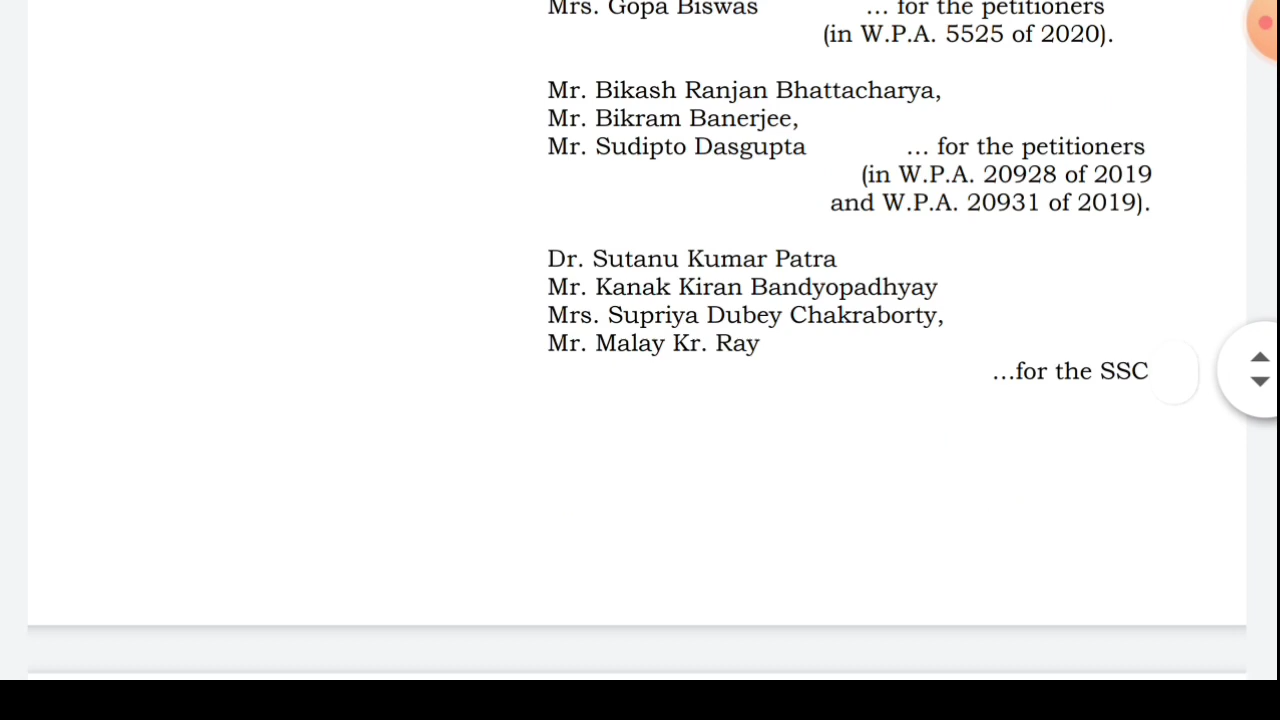 Mrs. Gopa Biswas ... for the petitioners
(in W.P.A. 5525 of 2020).
Mr. Bikash Ranjan Bhattacharya,
Mr. Bikram Banerjee,
Mr. Sudipto Dasgupta ... for the petitioners
(in W.P.A. 20928 of 2019
and W.P.A. 20931 of 2019).
Dr. Sutanu Kumar Patra
Mr. Kanak Kiran Bandyopadhyay
Mrs. Supriya Dubey Chakraborty,
Mr. Malay Kr. Ray
...for the SSC